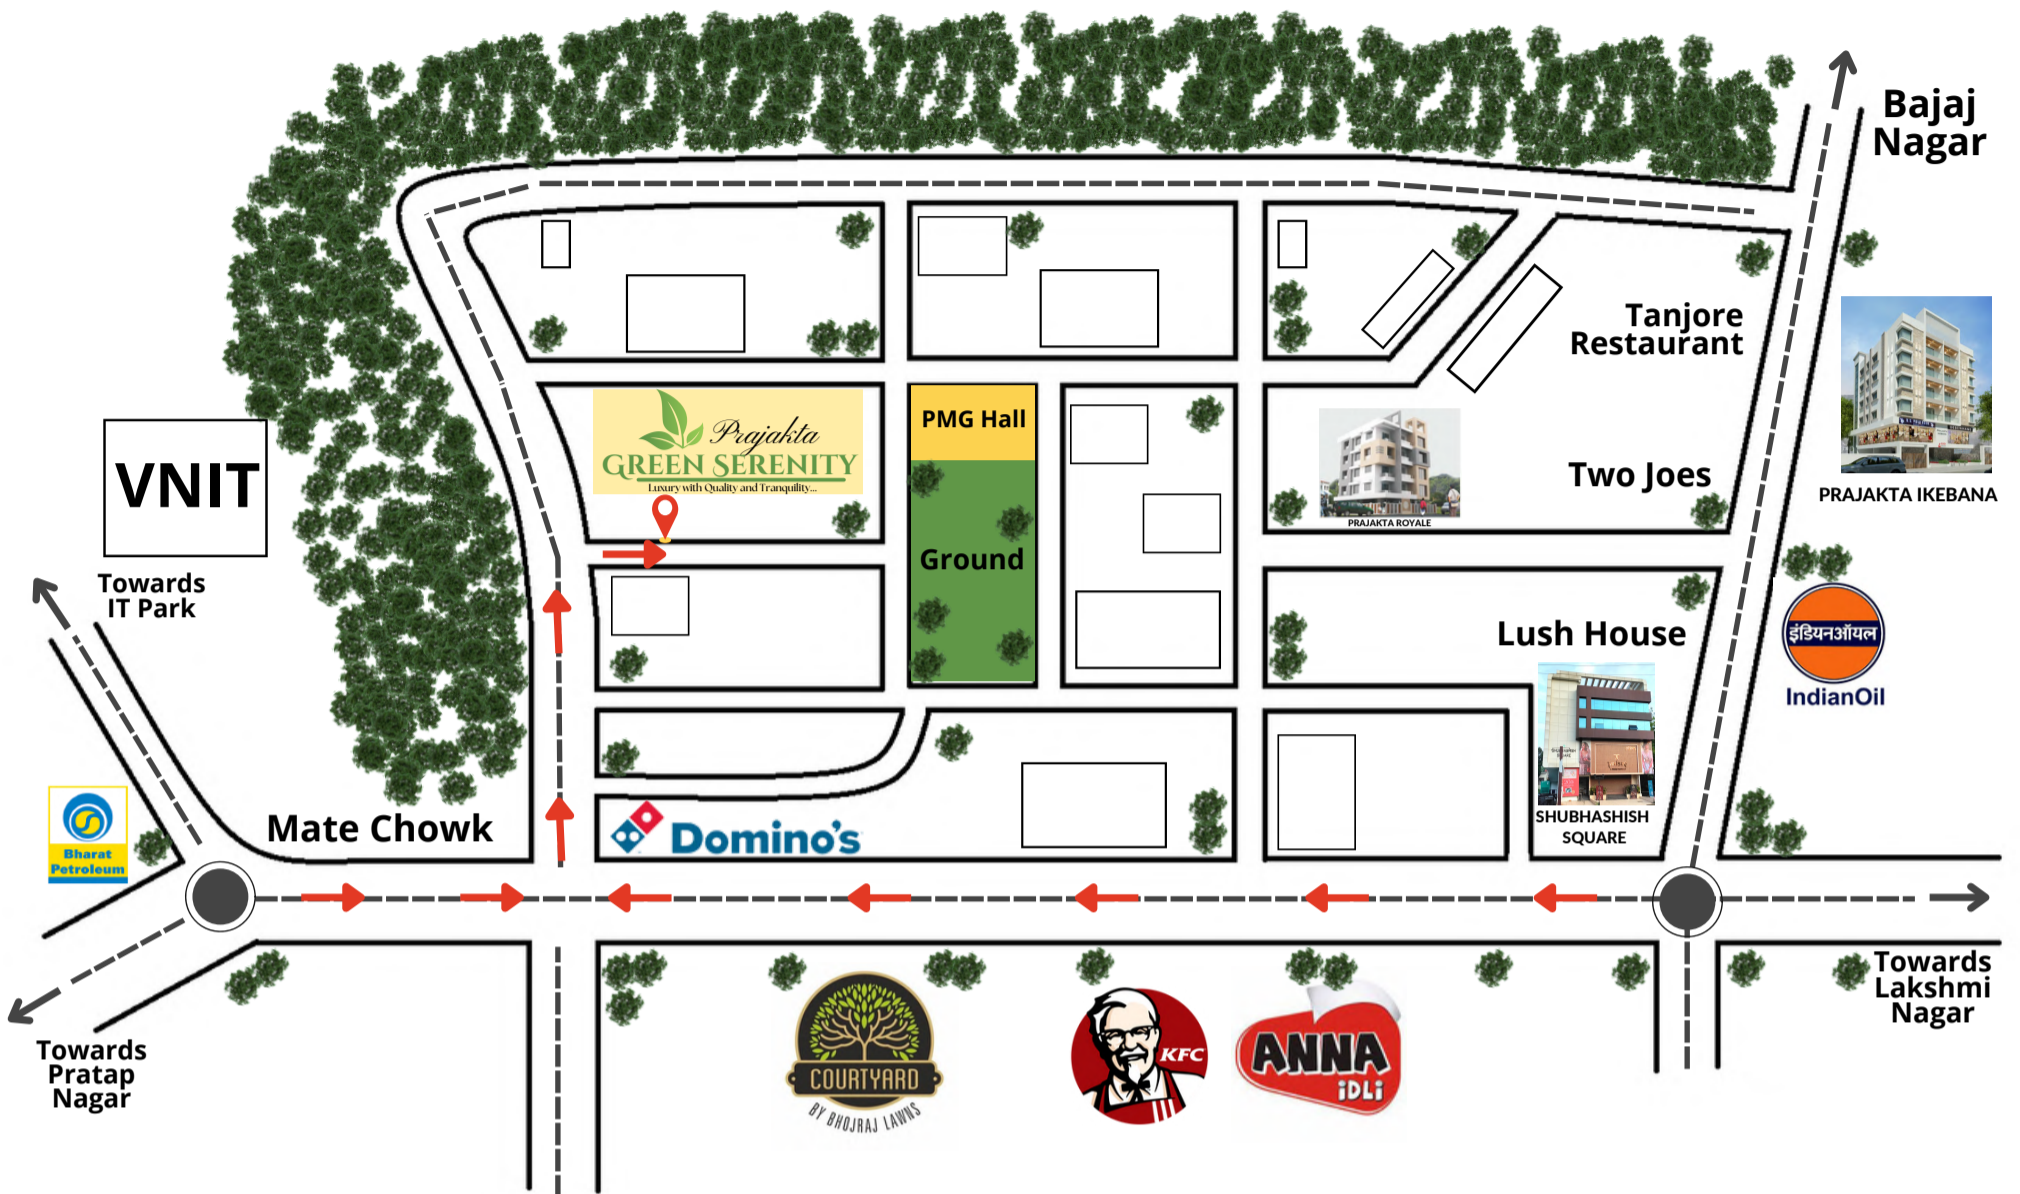 Bajaj
Nagar
Tanjore
Restaurant
PRAJAKTA IKEBANA
Prajakta
GREEN SERENITY
Luxury with Quality and Tranquility...
PMG Hall
Ground
PRAJAKTA ROYALE
Two Joes
VNIT
Towards
IT Park
Lush House
इंडियनऑयल
IndianOil
SHUBHASHISH
SQUARE
Bharat
Petroleum
Mate Chowk
Domino's
Towards
Lakshmi
Nagar
Towards
Pratap
Nagar
COURTYARD
BY BHOJRAJ LAWNS
KFC
ANNA
iDLi